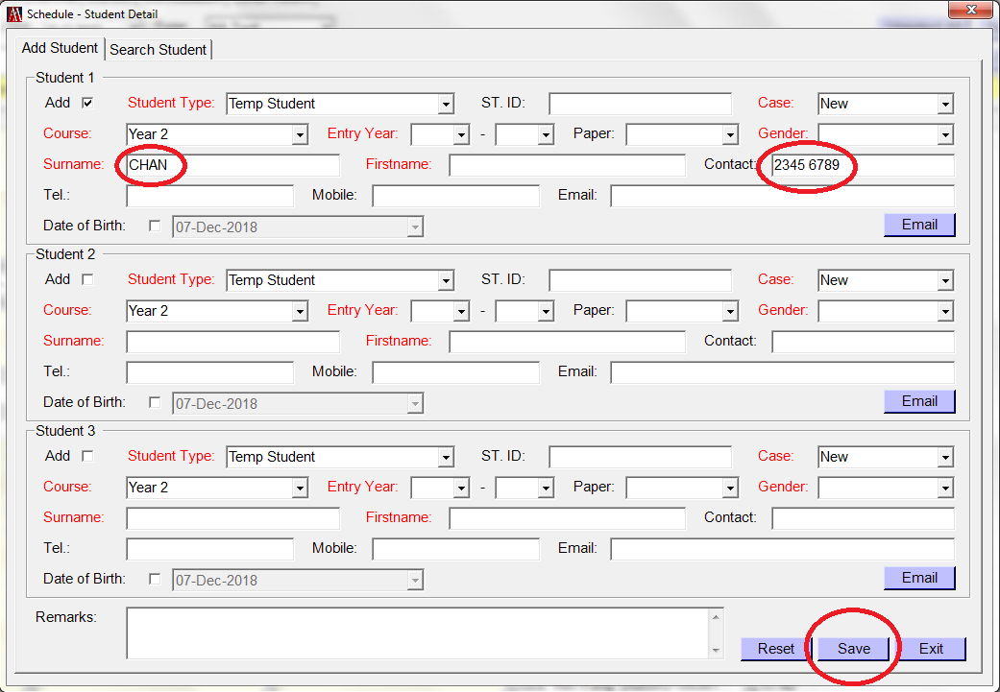 Schedule - Student Detail
Add Student Search Student
Student 1
Add Student Type: Temp Student ST. ID: Case: New
Course: Year 2 Entry Year: - Paper: Gender:
Surname: CHAN Firstname: Contact: 2345 6789
Tel.: Mobile: Email:
Date of Birth: 07-Dec-2018 Email
Student 2
Add Student Type: Temp Student ST. ID: Case: New
Course: Year 2 Entry Year: - Paper: Gender:
Surname: Firstname: Contact:
Tel.: Mobile: Email:
Date of Birth: 07-Dec-2018 Email
Student 3
Add Student Type: Temp Student ST. ID: Case: New
Course: Year 2 Entry Year: - Paper: Gender:
Surname: Firstname: Contact:
Tel.: Mobile: Email:
Date of Birth: 07-Dec-2018 Email
Remarks:
Reset Save Exit